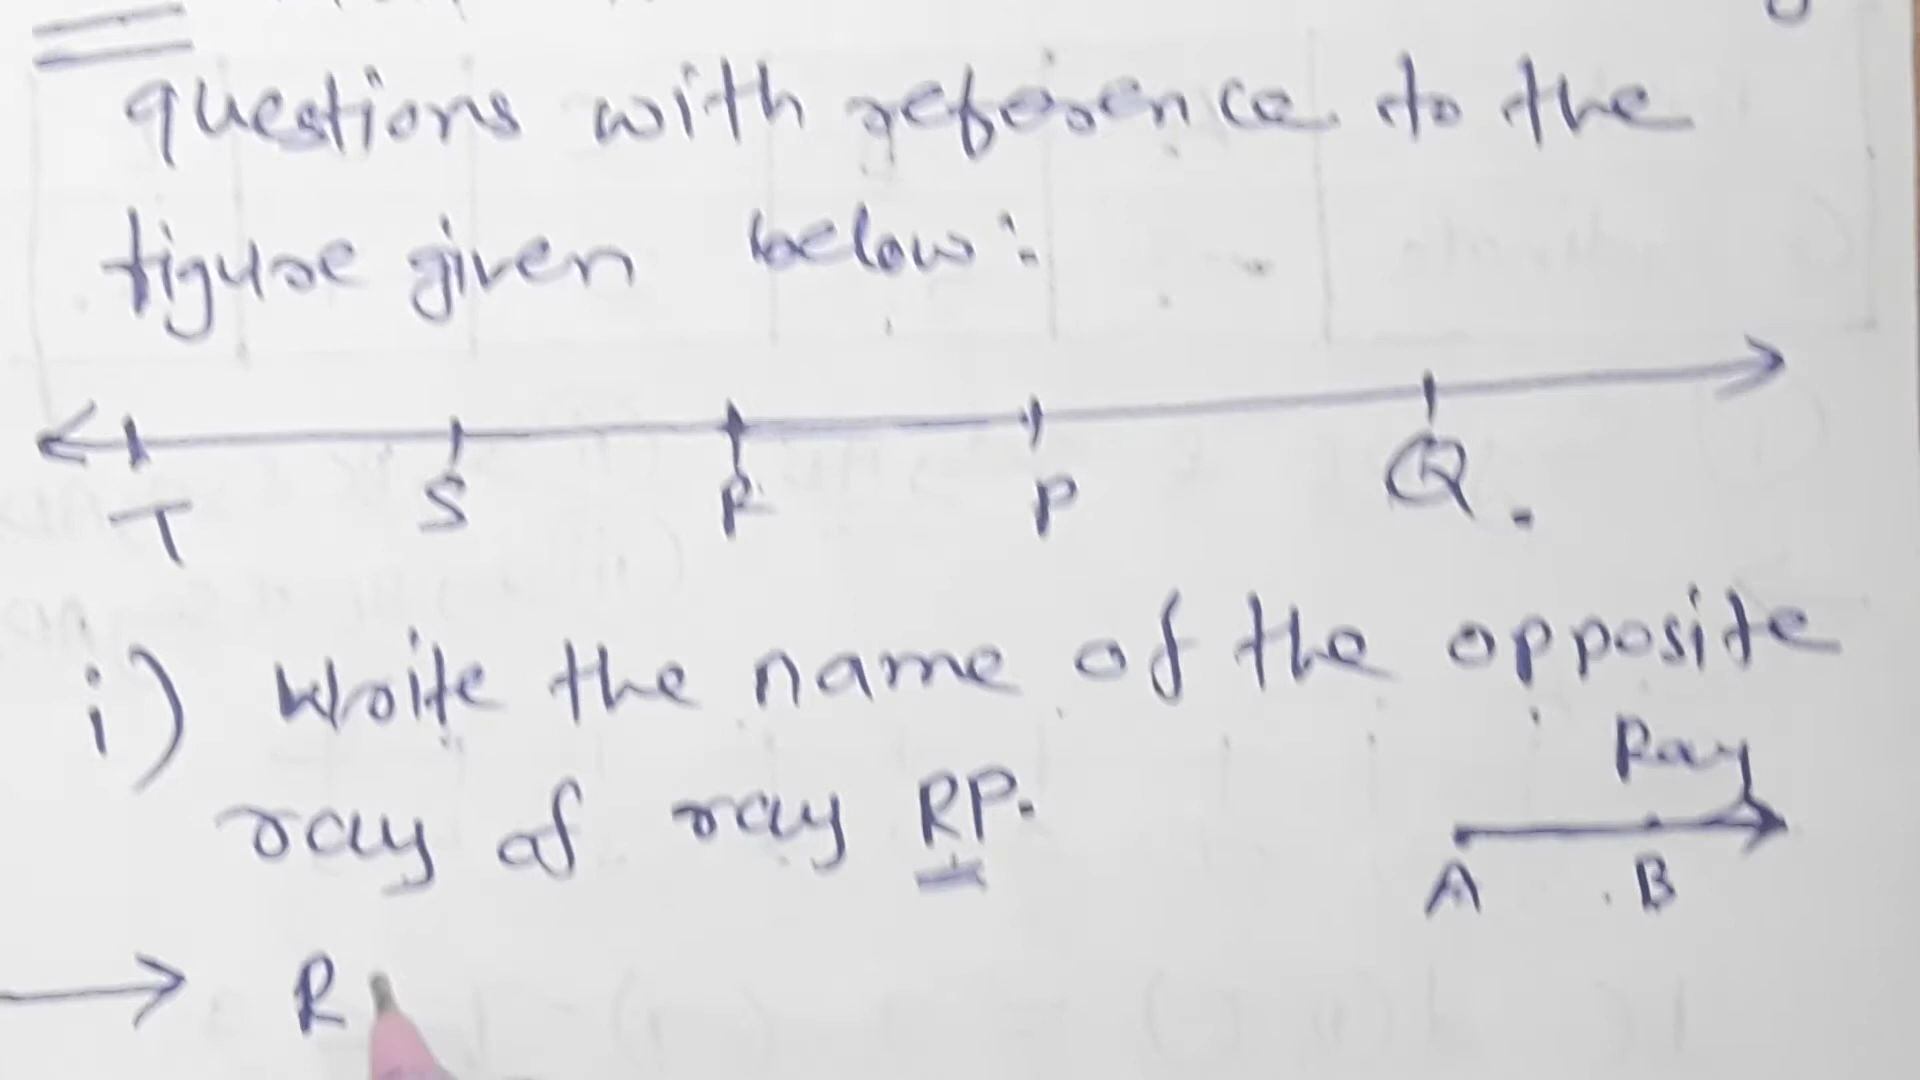 questions with reference to the
figure given below:
T S R P Q.
i) Write the name of the opposite
ray of ray RP.
Ray
A B
R